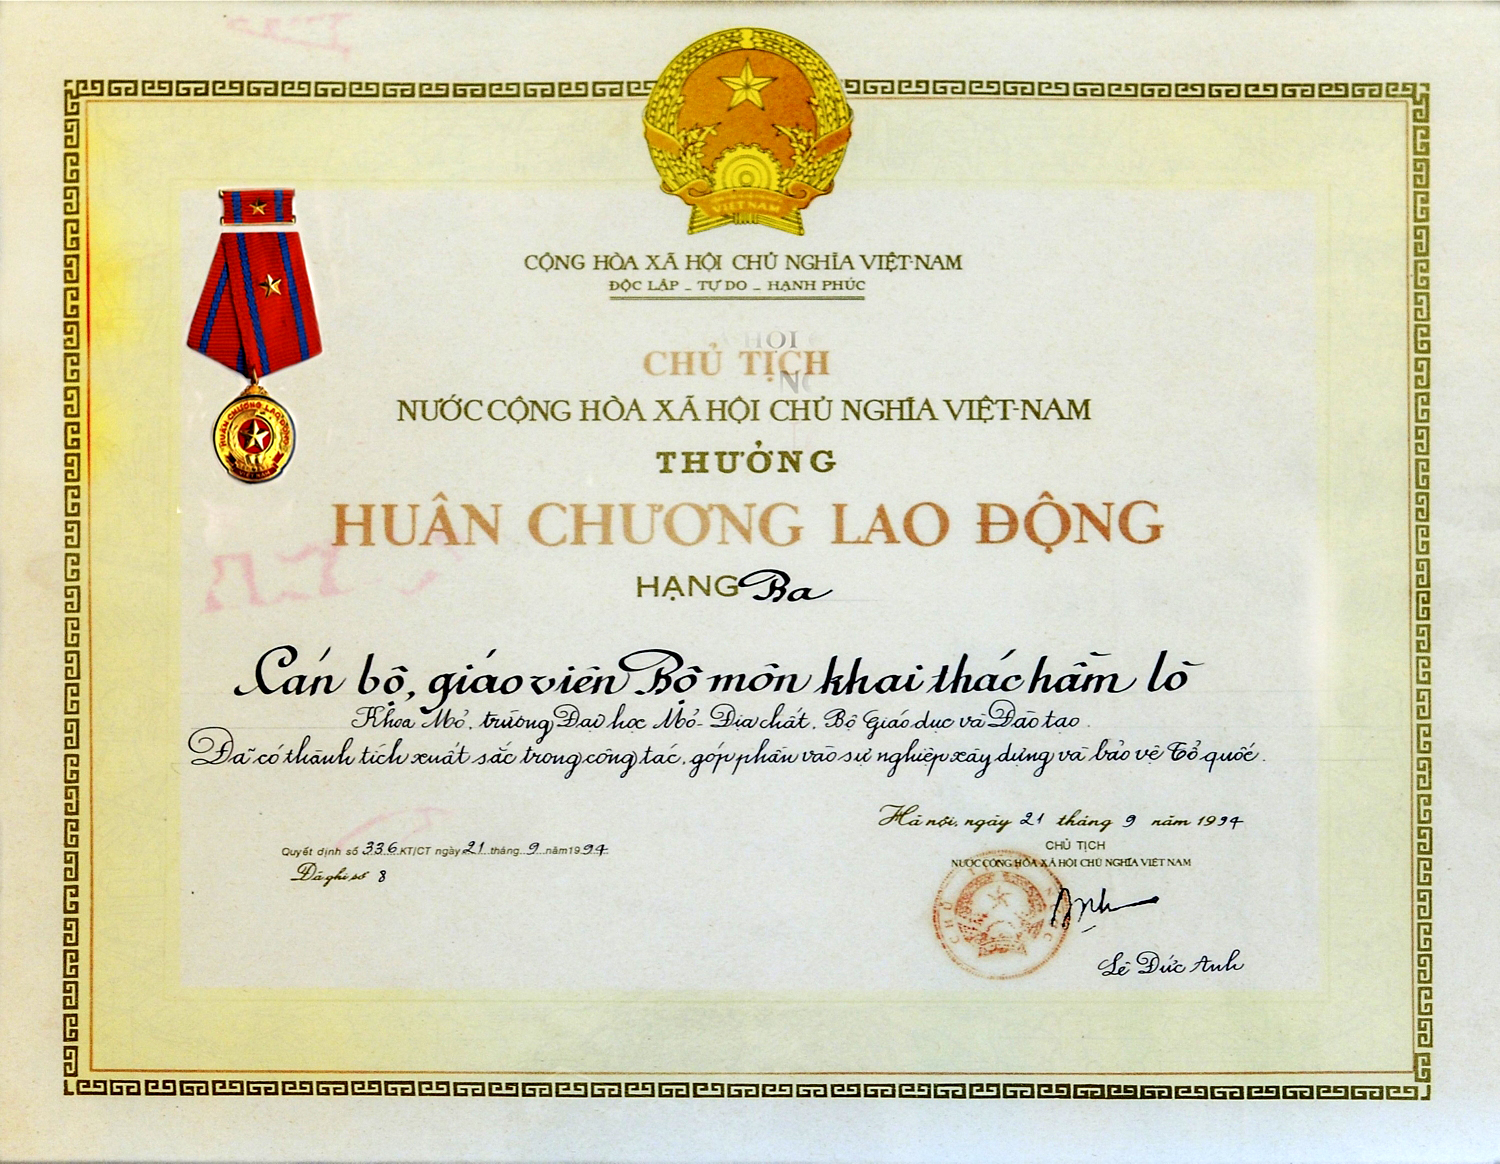 VIỆT NAM
CỘNG HÒA XÃ HỘI CHỦ NGHĨA VIỆT-NAM
ĐỘC LẬP - TỰ DO - HẠNH PHÚC
CHỦ TỊCH
NƯỚC CỘNG HÒA XÃ HỘI CHỦ NGHĨA VIỆT-NAM
THƯỞNG
HUÂN CHƯƠNG LAO ĐỘNG
HUÂN CHƯƠNG LAO ĐỘNG
HẠNG Ba
Cán bộ, giáo viên Bộ môn khai thác hầm lò
Khoa Mỏ, trường Đại học Mỏ - Địa chất, Bộ Giáo dục và Đào tạo.
Đã có thành tích xuất sắc trong công tác, góp phần vào sự nghiệp xây dựng và bảo vệ Tổ quốc.
Hà nội, ngày 21 tháng 9 năm 1994
CHỦ TỊCH
NƯỚC CỘNG HÒA XÃ HỘI CHỦ NGHĨA VIỆT NAM
Quyết định số 336 KT/CT ngày 21 tháng 9 năm 1994
Đã ghi số 8
Lê Đức Anh